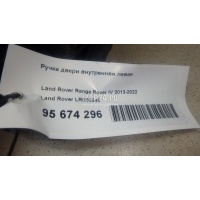 Ручка двери внутренняя левая
Land Rover Range Rover IV 2013-2022
Land Rover
95 674 296